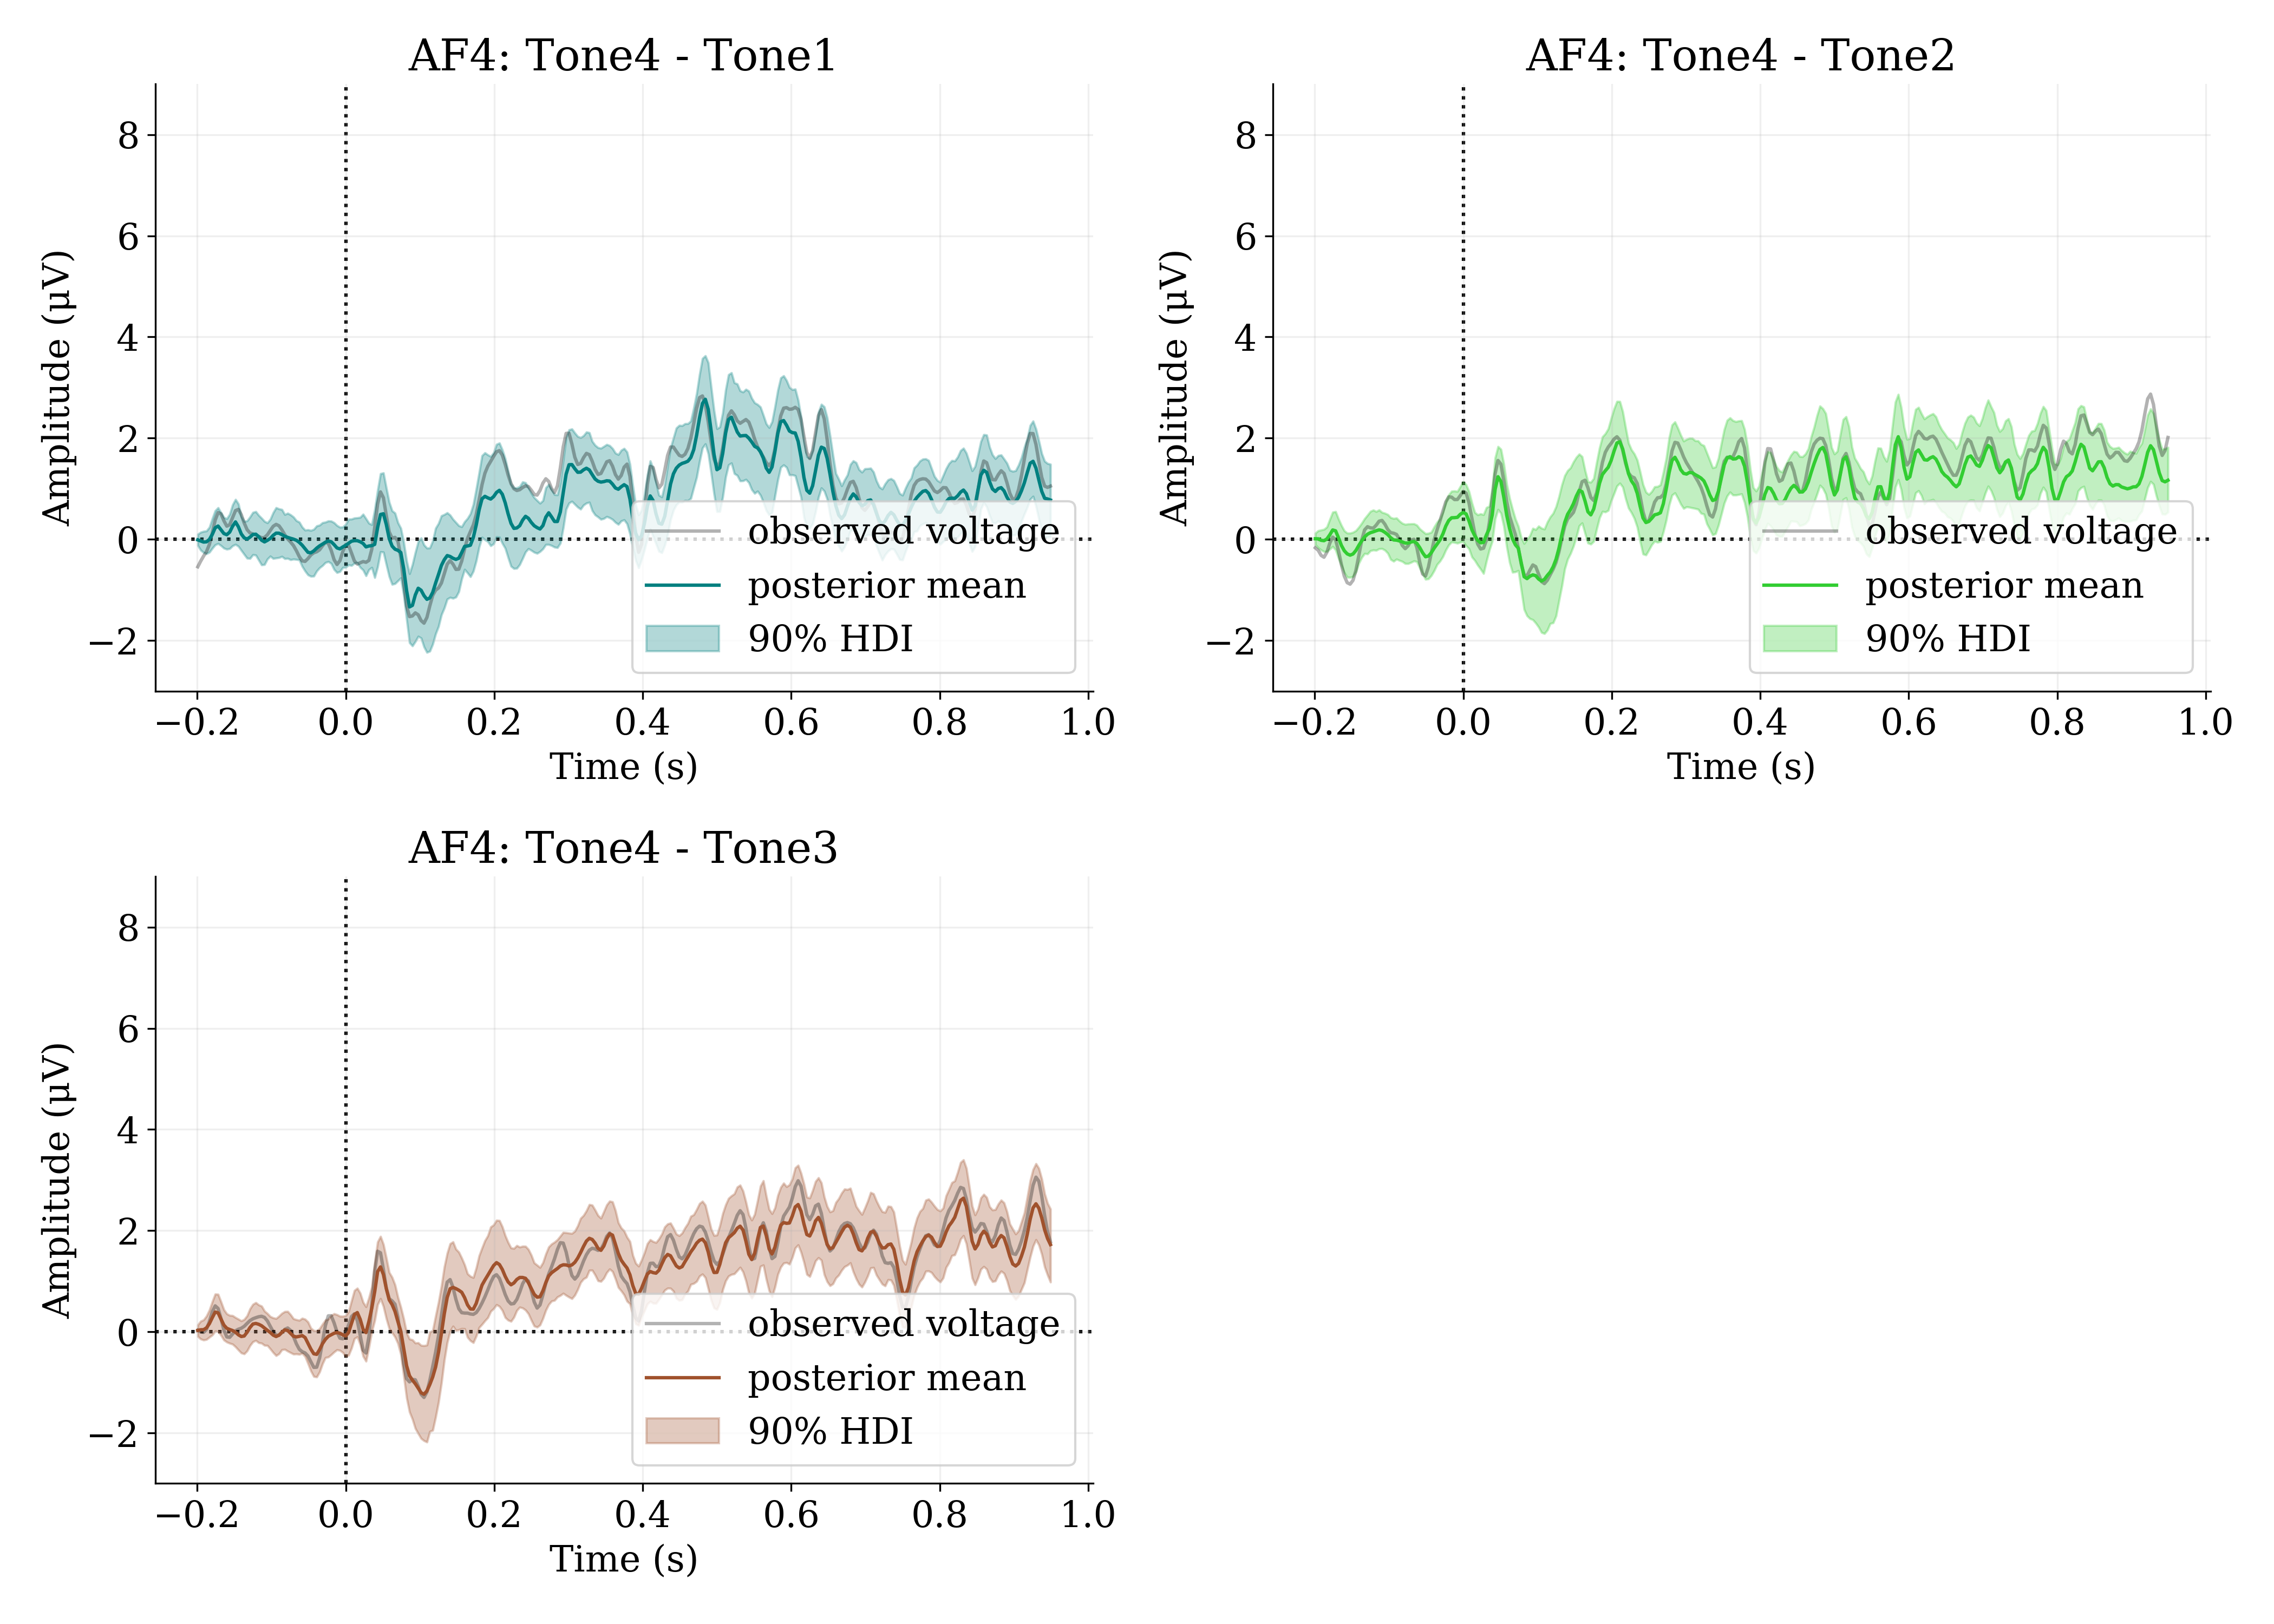 AF4: Tone4 - Tone1
Amplitude (µV)
8
6
4
2
0
−2
−0.2 0.0 0.2 0.4 0.6 0.8 1.0
Time (s)
observed voltage
posterior mean
90% HDI
AF4: Tone4 - Tone2
Amplitude (µV)
8
6
4
2
0
−2
−0.2 0.0 0.2 0.4 0.6 0.8 1.0
Time (s)
observed voltage
posterior mean
90% HDI
AF4: Tone4 - Tone3
Amplitude (µV)
8
6
4
2
0
−2
−0.2 0.0 0.2 0.4 0.6 0.8 1.0
Time (s)
observed voltage
posterior mean
90% HDI